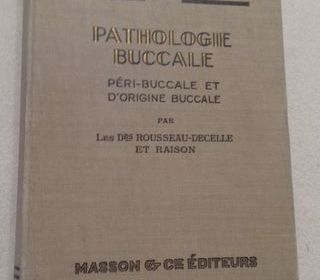 PATHOLOGIE
BUCCALE
PÉRI-BUCCALE ET
D'ORIGINE BUCCALE
PAR
LES DRS ROUSSEAU-DECELLE
ET RAISON
MASSON & CIE ÉDITEURS